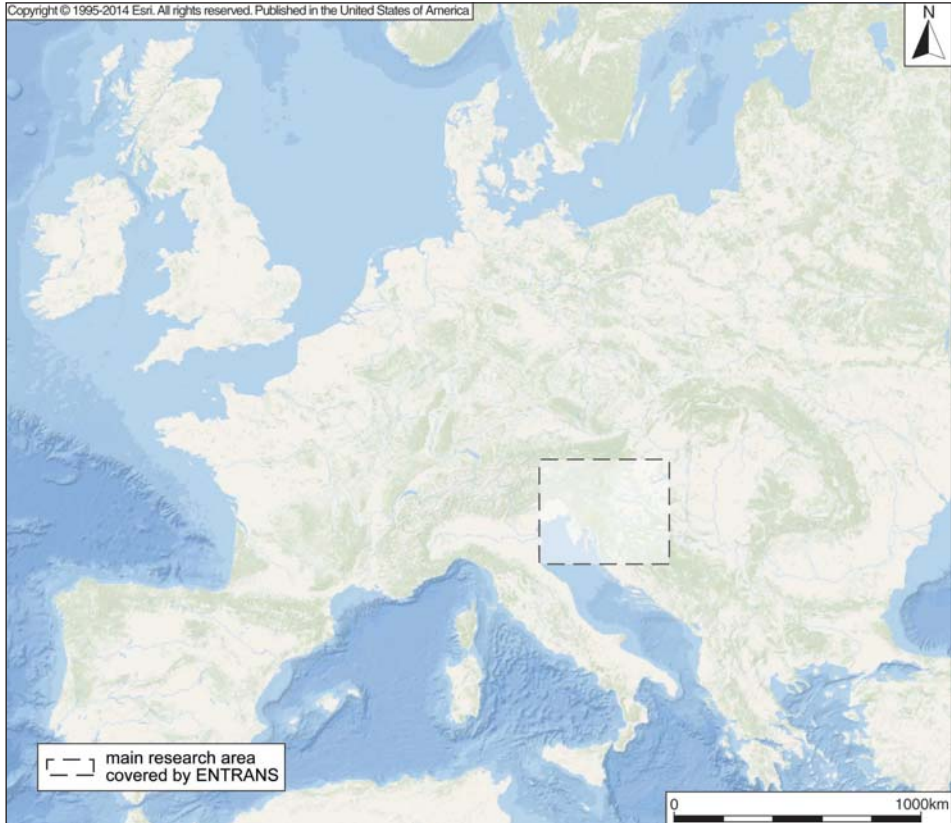 Copyright © 1995-2014 Esri. All rights reserved. Published in the United States of America
N
main research area
covered by ENTRANS
0 1000km